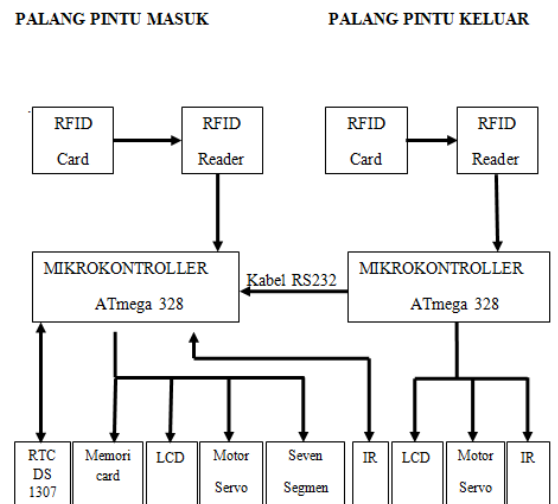 PALANG PINTU MASUK
PALANG PINTU KELUAR
RFID
Card
RFID
Reader
RFID
Card
RFID
Reader
MIKROKONTROLLER
ATmega 328
Kabel RS232
MIKROKONTROLLER
ATmega 328
RTC
DS
1307
Memori
card
LCD
Motor
Servo
Seven
Segmen
IR
LCD
Motor
Servo
IR